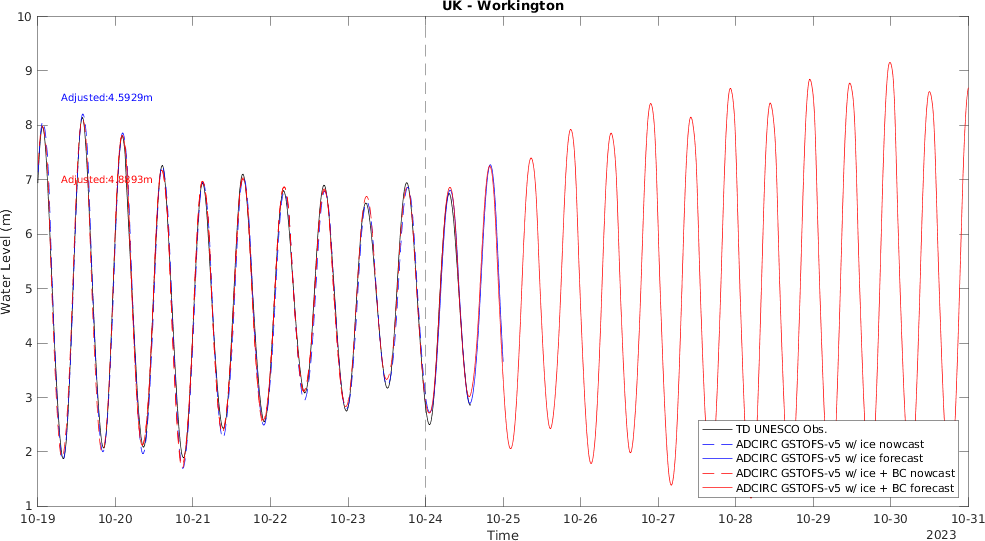 UK - Workington
10
9
8
7
6
5
4
3
2
1
Water Level (m)
Adjusted:4.5929m
Adjusted:4.8893m
TD UNESCO Obs.
ADCIRC GSTOFS-v5 w/ ice nowcast
ADCIRC GSTOFS-v5 w/ ice forecast
ADCIRC GSTOFS-v5 w/ ice + BC nowcast
ADCIRC GSTOFS-v5 w/ ice + BC forecast
10-19 10-20 10-21 10-22 10-23 10-24 10-25 10-26 10-27 10-28 10-29 10-30 10-31
Time
2023